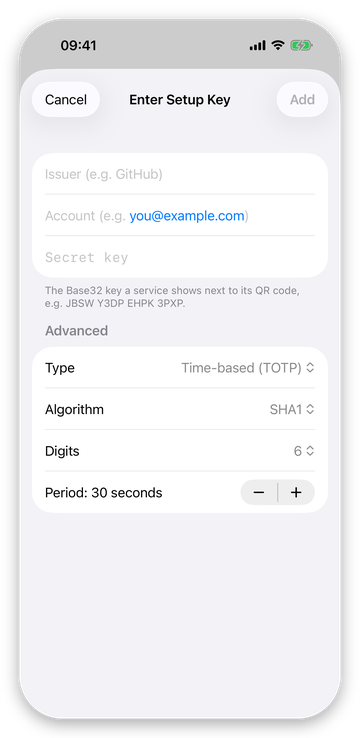 09:41
Cancel
Enter Setup Key
Add
Issuer (e.g. GitHub)
Account (e.g. you@example.com)
Secret key
The Base32 key a service shows next to its QR code,
e.g. JBSW Y3DP EHPK 3PXP.
Advanced
Type
Time-based (TOTP)
Algorithm
SHA1
Digits
6
Period: 30 seconds